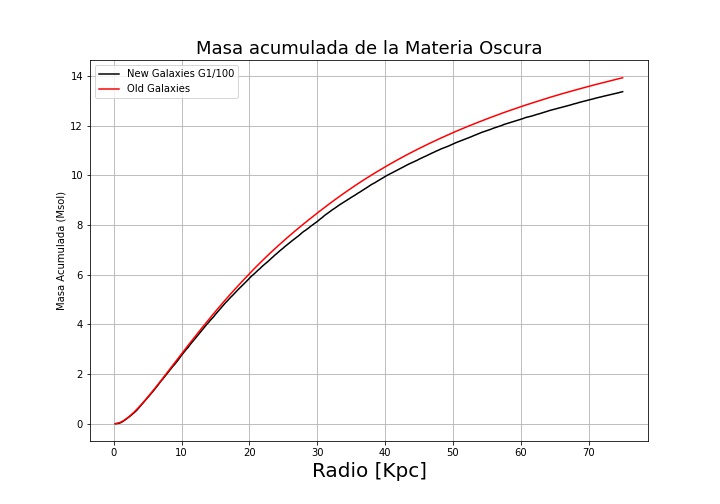 Masa acumulada de la Materia Oscura
New Galaxies G1/100
Old Galaxies
Masa Acumulada (Msol)
14
12
10
8
6
4
2
0
0 10 20 30 40 50 60 70
Radio [Kpc]